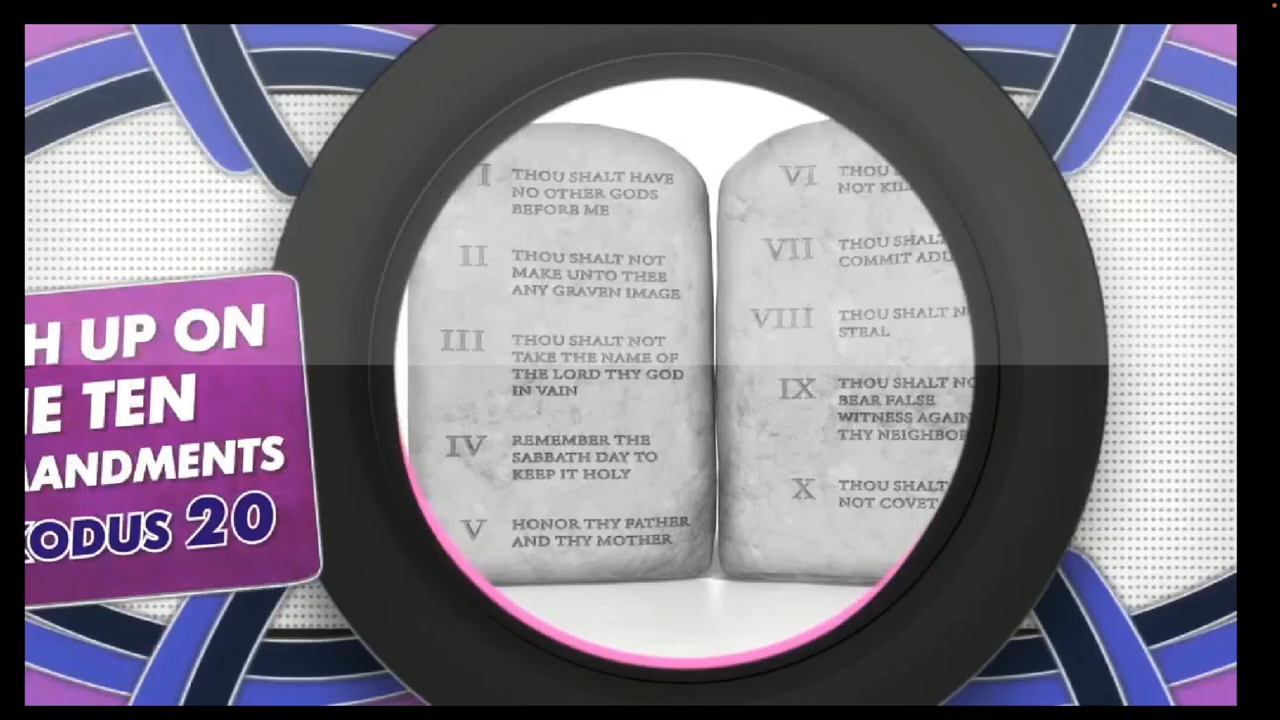 H UP ON
E TEN
ANDMENTS
XODUS 20
I THOU SHALT HAVE
NO OTHER GODS
BEFORE ME
II THOU SHALT NOT
MAKE UNTO THEE
ANY GRAVEN IMAGE
III THOU SHALT NOT
TAKE THE NAME OF
THE LORD THY GOD
IN VAIN
IV REMEMBER THE
SABBATH DAY TO
KEEP IT HOLY
V HONOR THY FATHER
AND THY MOTHER
VI THOU
NOT KIL
VII THOU SHALT
COMMIT ADU
VIII THOU SHALT N
STEAL
IX THOU SHALT NO
BEAR FALSE
WITNESS AGAIN
THY NEIGHBOR
X THOU SHALT
NOT COVET